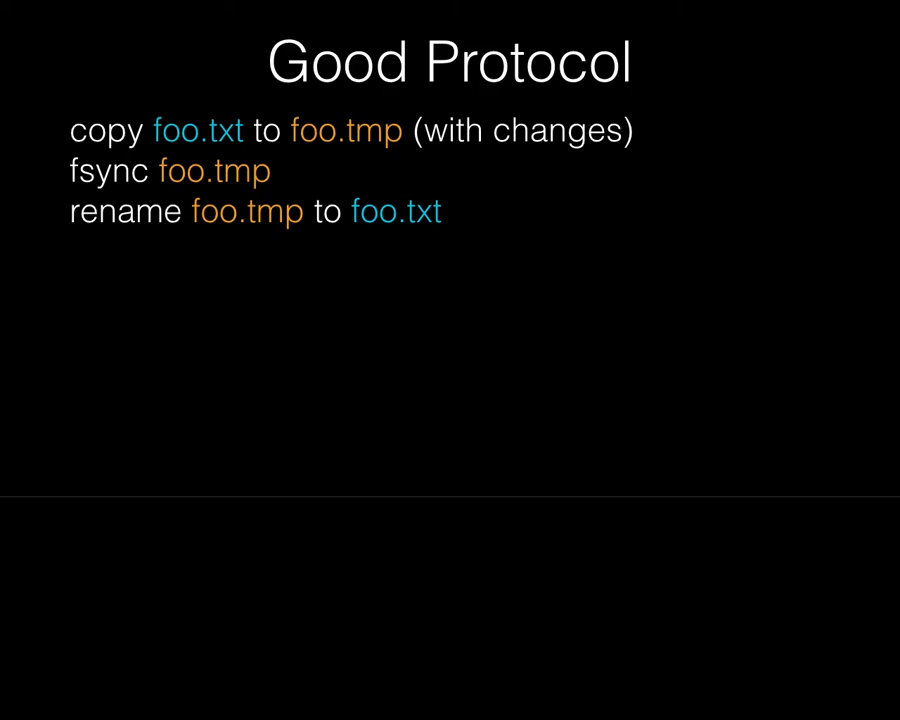 Good Protocol
copy foo.txt to foo.tmp (with changes)
fsync foo.tmp
rename foo.tmp to foo.txt